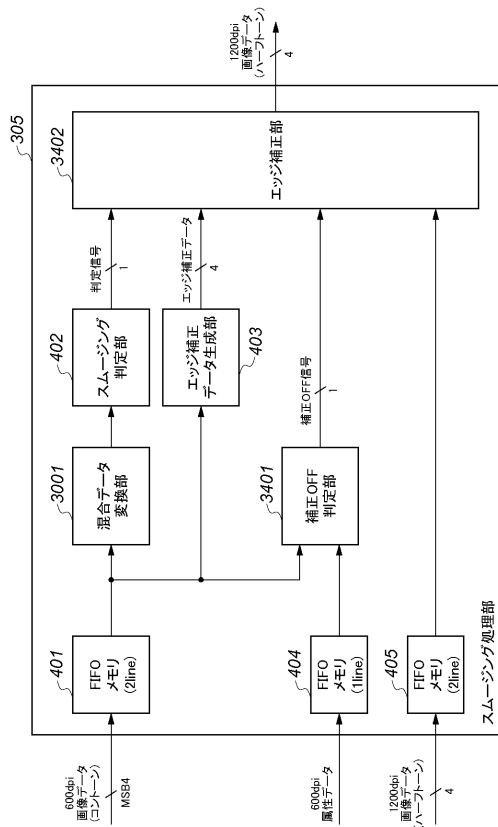 305
600dpi
画像データ
(コントーン)
MSB4
401
FIFO
メモリ
(2line)
3001
混合データ
変換部
402
スムージング
判定部
判定信号
1
エッジ補正
データ生成部
403
エッジ補正データ
4
3402
エッジ補正部
1200dpi
画像データ
(ハーフトーン)
4
600dpi
属性データ
404
FIFO
メモリ
(1line)
3401
補正OFF
判定部
補正OFF信号
1
1200dpi
画像データ
(ハーフトーン)
4
405
FIFO
メモリ
(2line)
スムージング処理部